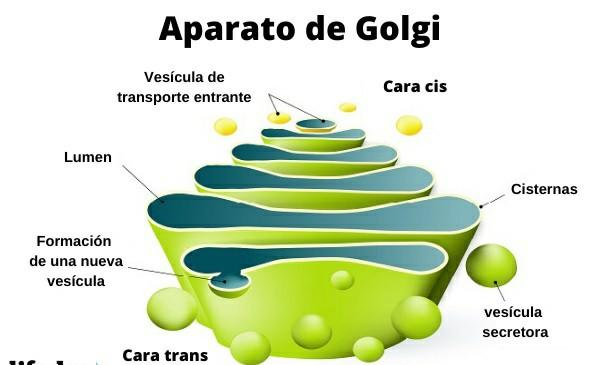 Aparato de Golgi
Vesícula de
transporte entrante
Cara cis
Lumen
Cisternas
Formación
de una nueva
vesícula
vesícula
secretora
Cara trans